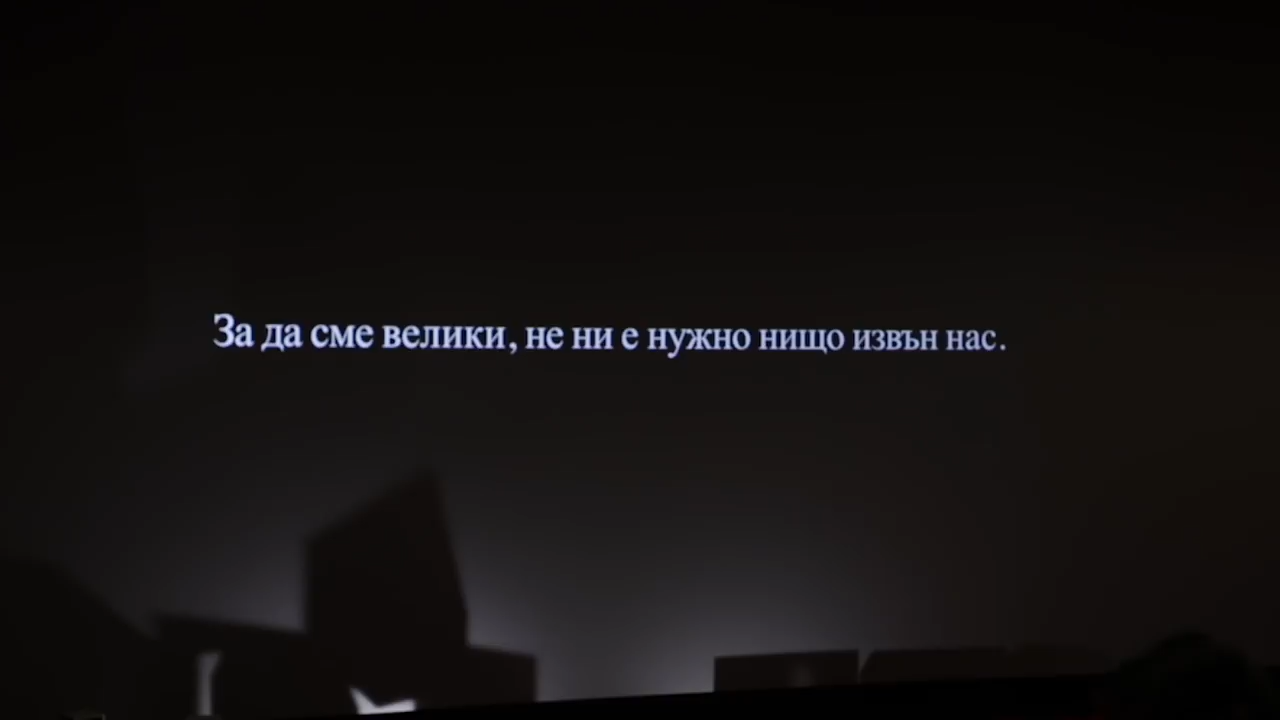 За да сме велики, не ни е нужно нищо извън нас.